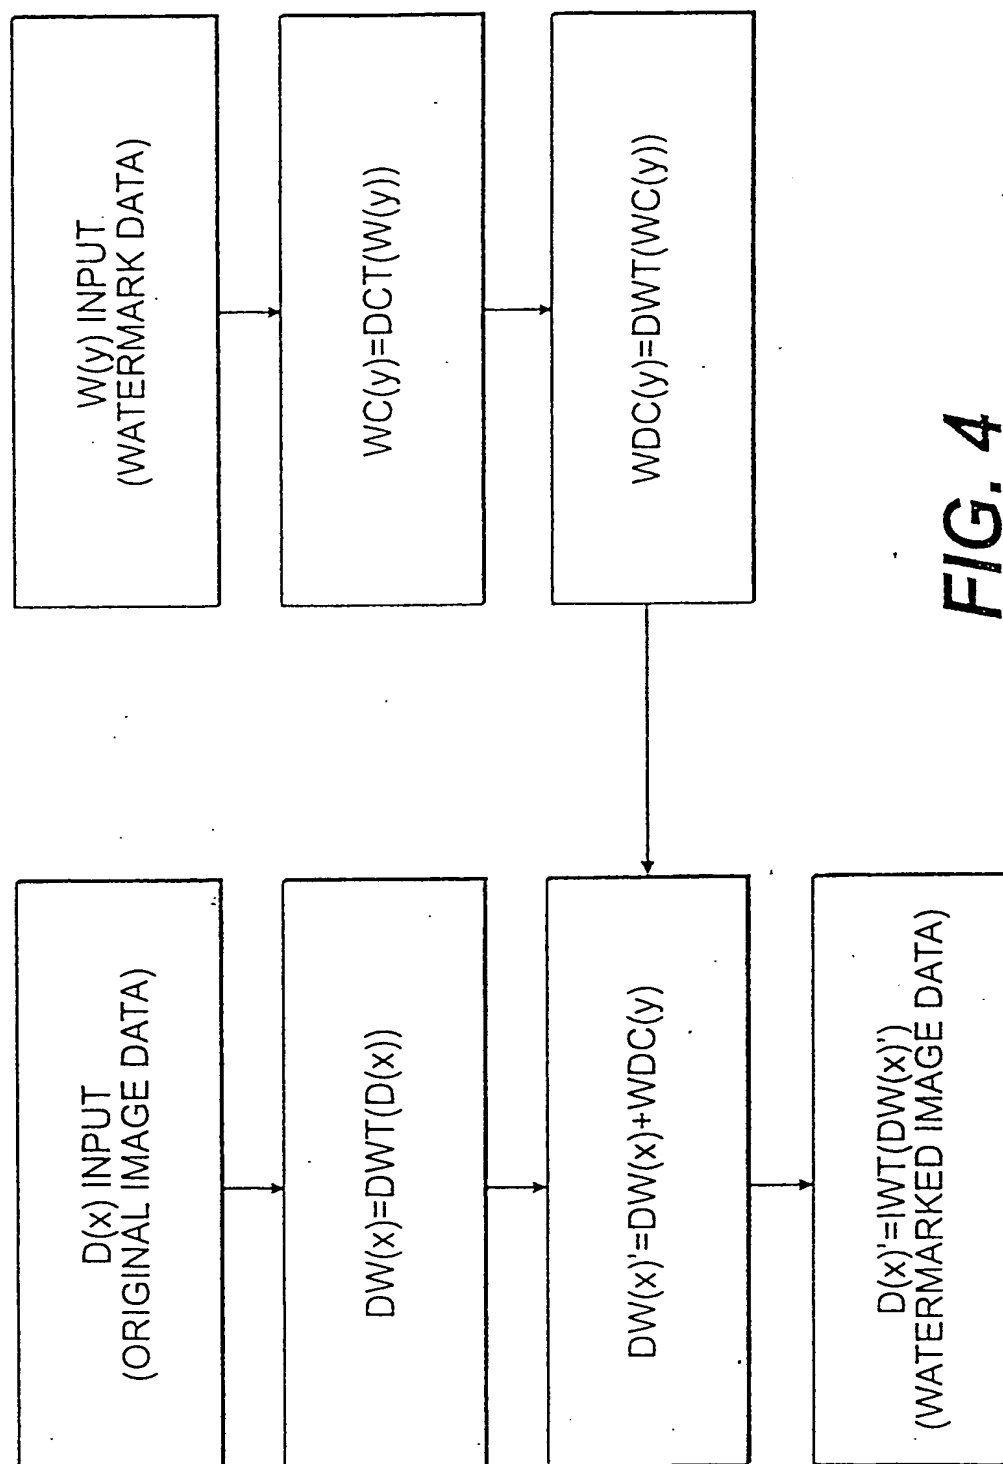 D(x) INPUT
(ORIGINAL IMAGE DATA)
DW(x)=DWT(D(x))
DW(x)'=DW(x)+WDC(y)
D(x)'=IWT(DW(x)')
(WATERMARKED IMAGE DATA)
W(y) INPUT
(WATERMARK DATA)
WC(y)=DCT(W(y))
WDC(y)=DWT(WC(y))
FIG. 4